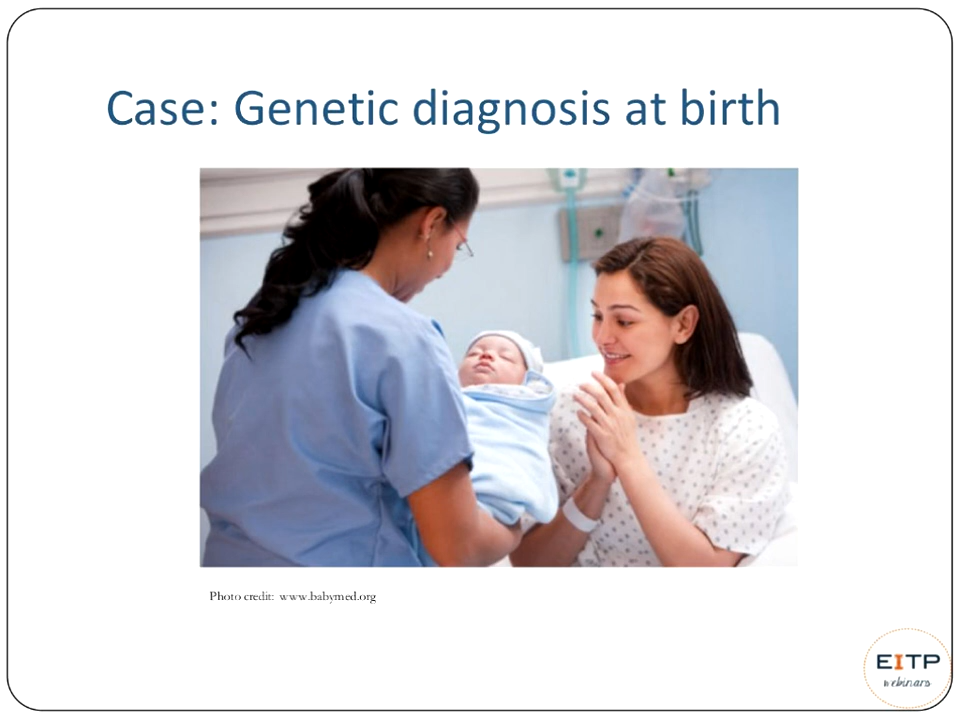 Case: Genetic diagnosis at birth
Photo credit: www.babymed.org
EITP
webinars